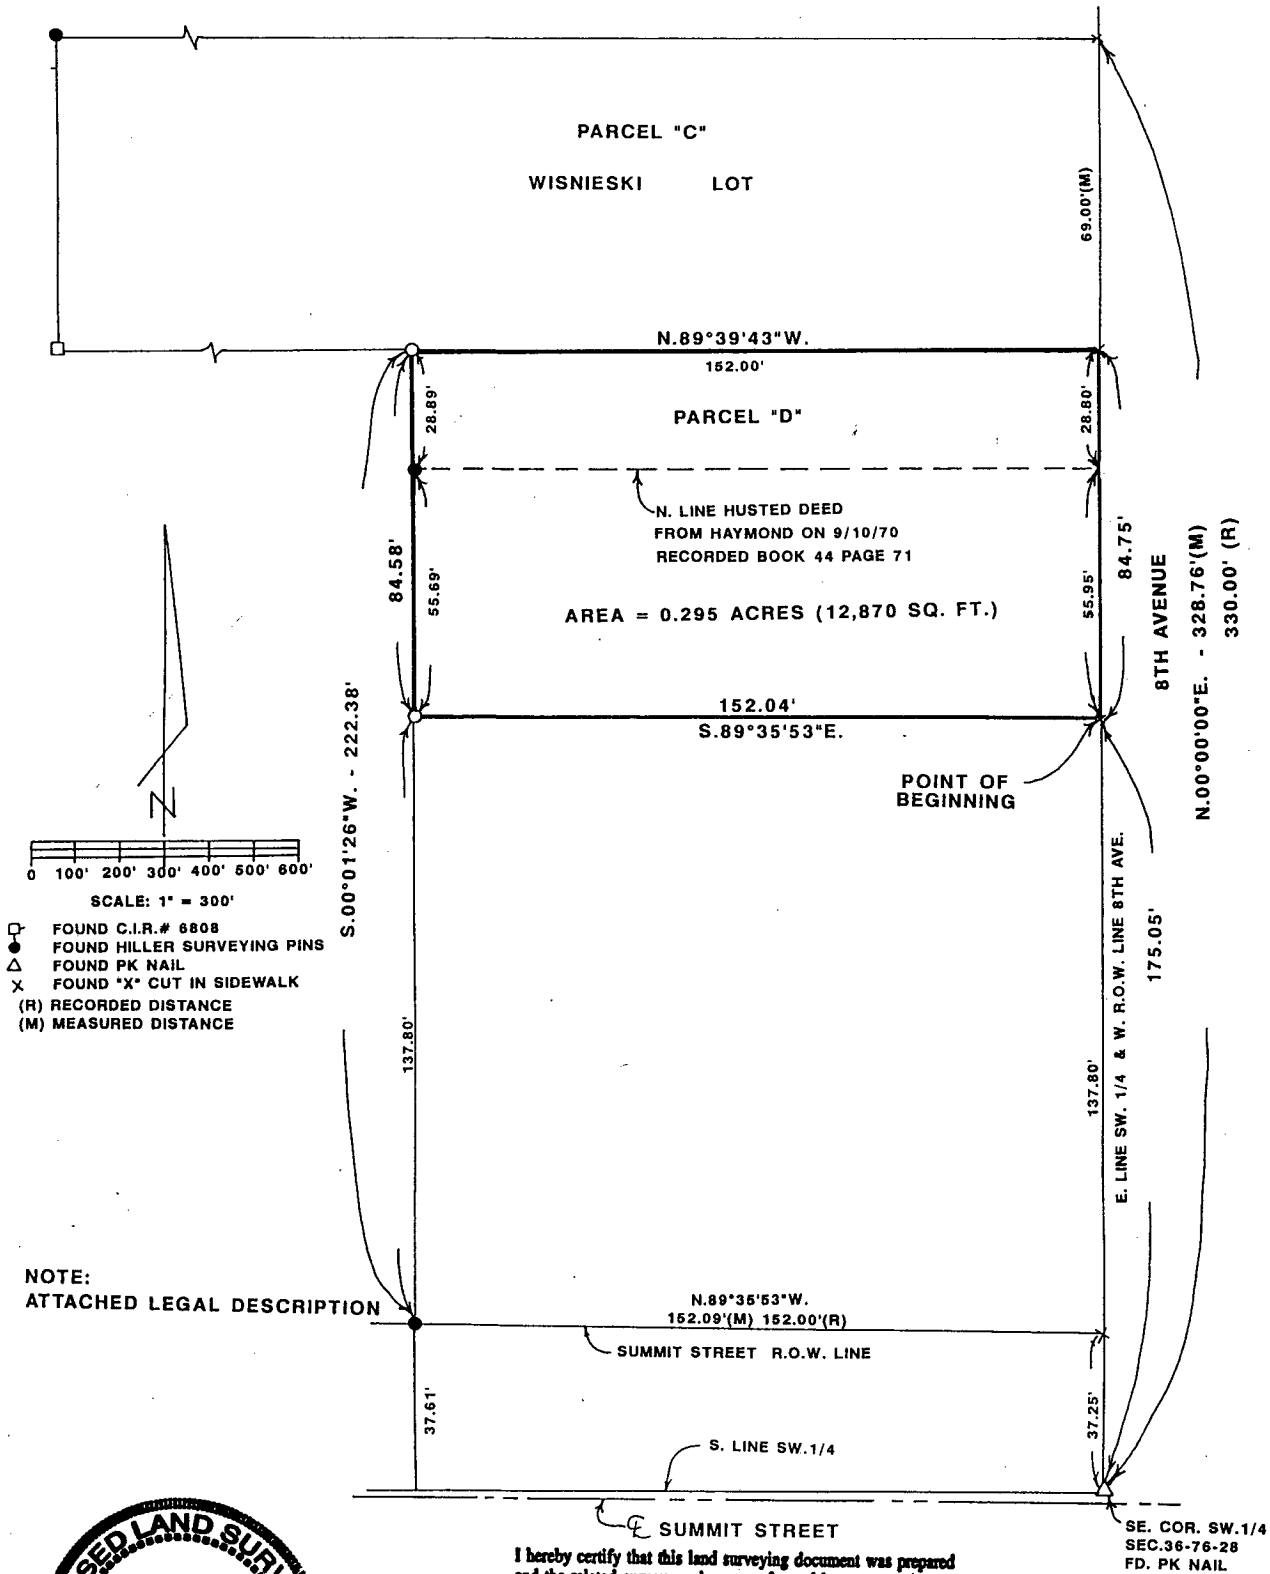 PARCEL "C"
WISNIESKI LOT
69.00'(M)
N.89°39'43"W.
152.00'
28.89'
PARCEL "D"
28.80'
N. LINE HUSTED DEED
FROM HAYMOND ON 9/10/70
RECORDED BOOK 44 PAGE 71
84.58'
55.69'
AREA = 0.295 ACRES (12,870 SQ. FT.)
55.95'
84.75'
8TH AVENUE
N.00°00'00"E. - 328.76'(M)
330.00' (R)
152.04'
S.89°35'53"E.
POINT OF
BEGINNING
S.00°01'26"W. - 222.38'
N
0 100' 200' 300' 400' 500' 600'
SCALE: 1" = 300'
FOUND C.I.R.# 6808
FOUND HILLER SURVEYING PINS
FOUND PK NAIL
FOUND "X" CUT IN SIDEWALK
(R) RECORDED DISTANCE
(M) MEASURED DISTANCE
137.80'
137.80'
E. LINE SW. 1/4 & W. R.O.W. LINE 8TH AVE.
175.05'
NOTE:
ATTACHED LEGAL DESCRIPTION
N.89°35'53"W.
152.09'(M) 152.00'(R)
SUMMIT STREET R.O.W. LINE
37.61'
37.25'
S. LINE SW.1/4
℄ SUMMIT STREET
SE. COR. SW.1/4
SEC.36-76-28
FD. PK NAIL
SED LAND SURV
I hereby certify that this land surveying document was prepared